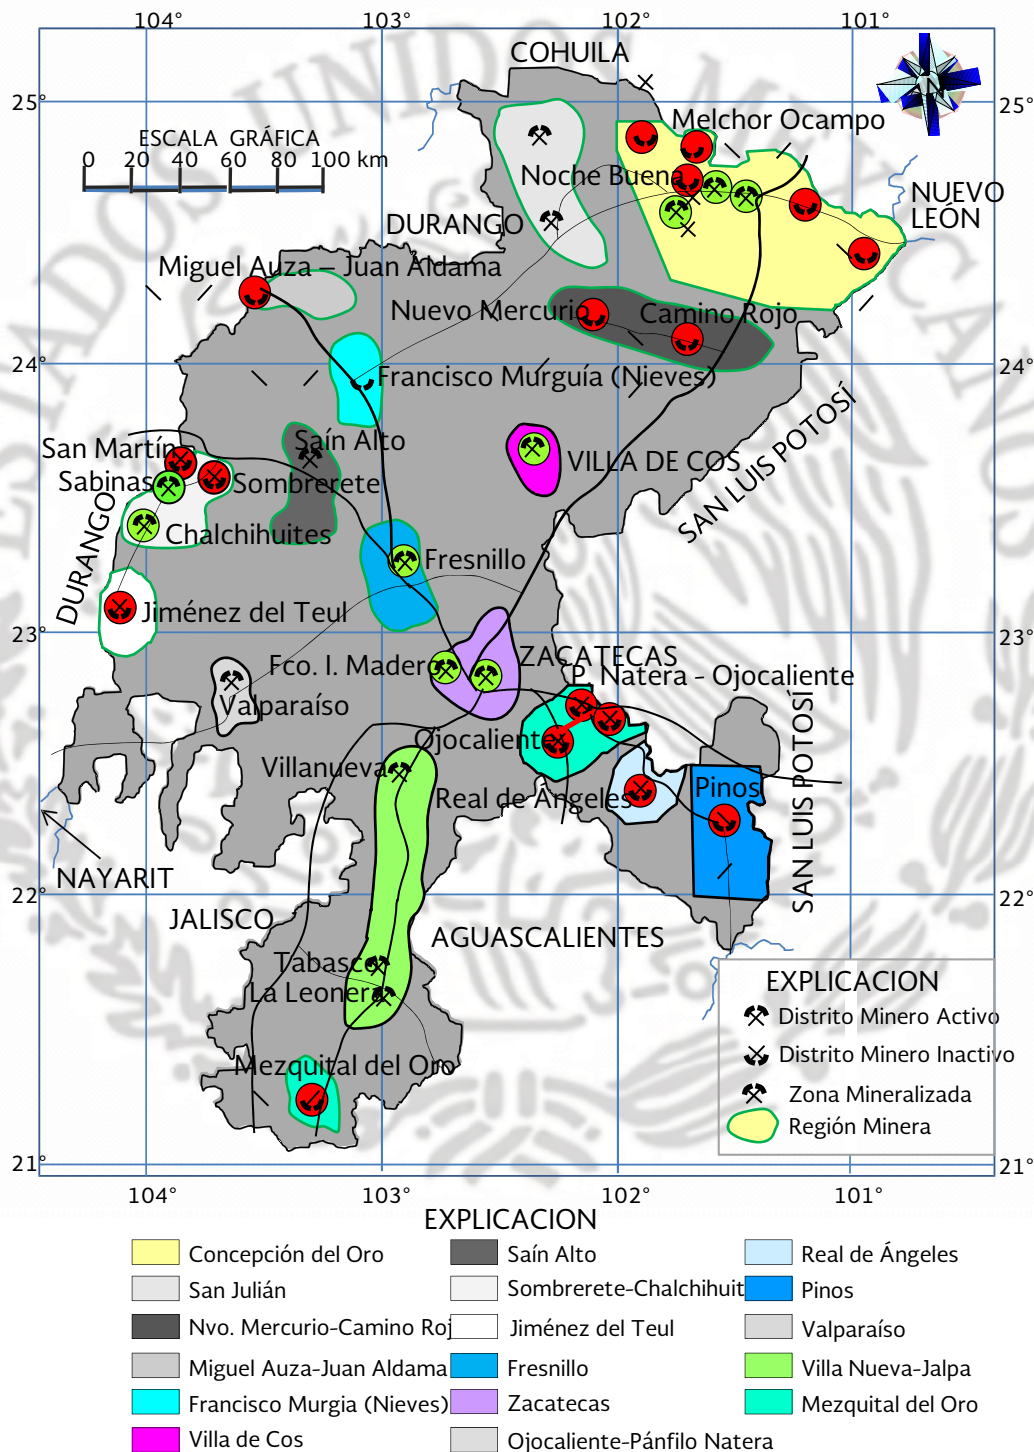 104° 103° 102° 101°
COHUILA
25° 25°
ESCALA GRÁFICA
0 20 40 60 80 100 km
Melchor Ocampo
Noche Buena
NUEVO
LEÓN
DURANGO
Miguel Auza – Juan Aldama
Nuevo Mercurio
Camino Rojo
24° 24°
Francisco Murguía (Nieves)
SAN LUIS POTOSÍ
San Martín
Saín Alto
VILLA DE COS
Sabinas
Sombrerete
Chalchihuites
DURANGO
Fresnillo
Jiménez del Teul
23° 23°
Fco. I. Madero
ZACATECAS
P. Natera - Ojocaliente
Valparaíso
SAN LUIS POTOSÍ
Ojocaliente
Villanueva
Real de Ángeles
Pinos
NAYARIT
22° 22°
JALISCO
AGUASCALIENTES
Tabasco
La Leonera
EXPLICACION
Distrito Minero Activo
Distrito Minero Inactivo
Zona Mineralizada
Región Minera
Mezquital del Oro
21° 21°
104° 103° 102° 101°
EXPLICACION
Concepción del Oro
Saín Alto
Real de Ángeles
San Julián
Sombrerete-Chalchihuit
Pinos
Nvo. Mercurio-Camino Roj
Jiménez del Teul
Valparaíso
Miguel Auza-Juan Aldama
Fresnillo
Villa Nueva-Jalpa
Francisco Murgia (Nieves)
Zacatecas
Mezquital del Oro
Villa de Cos
Ojocaliente-Pánfilo Natera
ESTADOS UNIDOS MEXICANOS